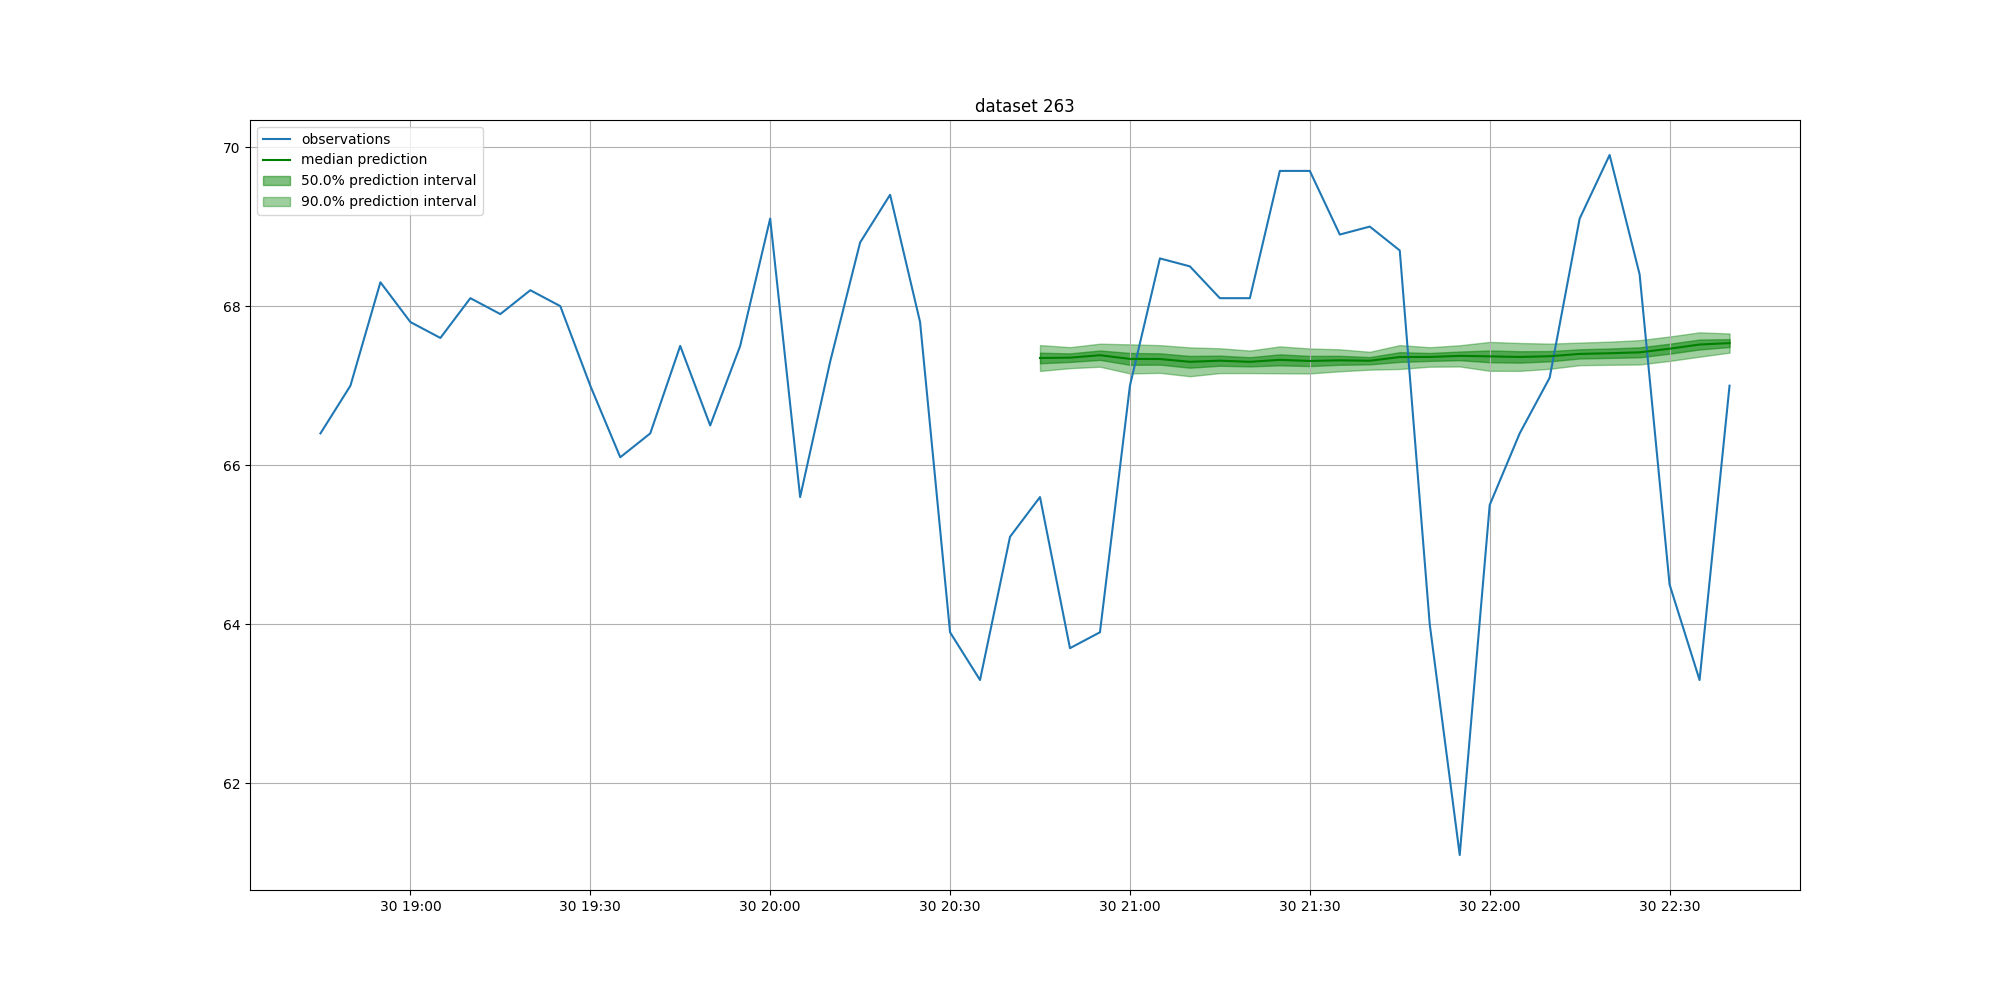 dataset 263
observations
median prediction
50.0% prediction interval
90.0% prediction interval
70
68
66
64
62
30 19:00
30 19:30
30 20:00
30 20:30
30 21:00
30 21:30
30 22:00
30 22:30